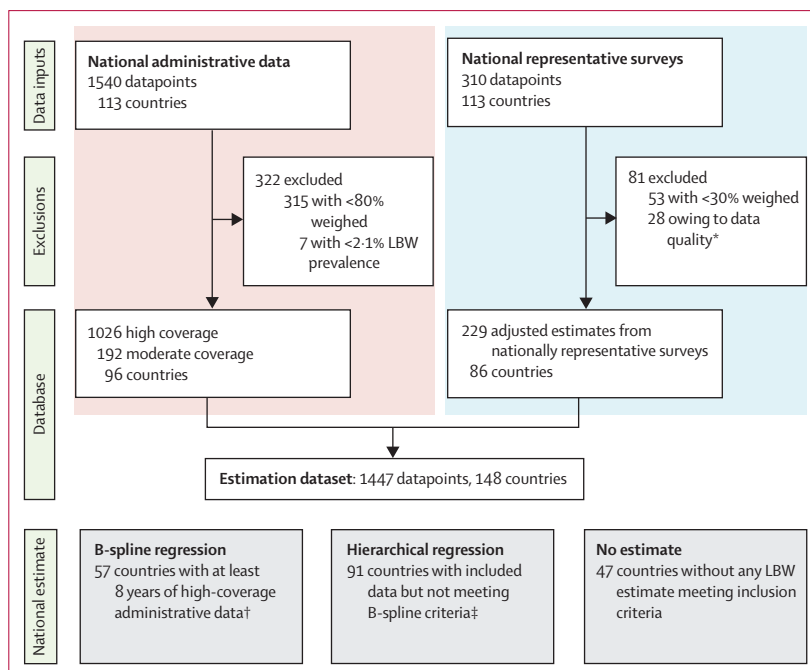 Data inputs
National administrative data
1540 datapoints
113 countries
National representative surveys
310 datapoints
113 countries
Exclusions
322 excluded
315 with <80%
weighed
7 with <2·1% LBW
prevalence
81 excluded
53 with <30% weighed
28 owing to data
quality*
Database
1026 high coverage
192 moderate coverage
96 countries
229 adjusted estimates from
nationally representative surveys
86 countries
Estimation dataset: 1447 datapoints, 148 countries
National estimate
B-spline regression
57 countries with at least
8 years of high-coverage
administrative data†
Hierarchical regression
91 countries with included
data but not meeting
B-spline criteria‡
No estimate
47 countries without any LBW
estimate meeting inclusion
criteria